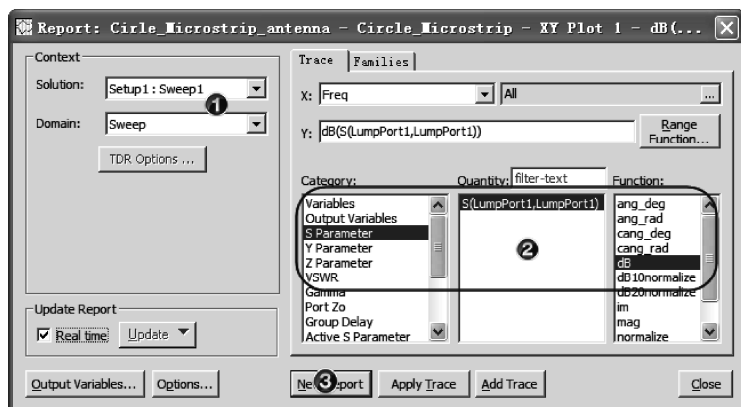 Report: Cirle_Microstrip_antenna - Circle_Microstrip - XY Plot 1 - dB(...
Context
Solution:
Setup1 : Sweep1
1
Domain:
Sweep
TDR Options ...
Update Report
Real time
Update
Output Variables...
Options...
Trace
Families
X:
Freq
All
...
Y:
dB(S(LumpPort1,LumpPort1))
Range Function...
Category:
Variables
Output Variables
S Parameter
Y Parameter
Z Parameter
VSWR
Gamma
Port Zo
Group Delay
Active S Parameter
Quantity:
filter-text
S(LumpPort1,LumpPort1)
2
Function:
ang_deg
ang_rad
cang_deg
cang_rad
dB
dB10normalize
dB20normalize
im
mag
normalize
3
Apply Trace
Add Trace
Close